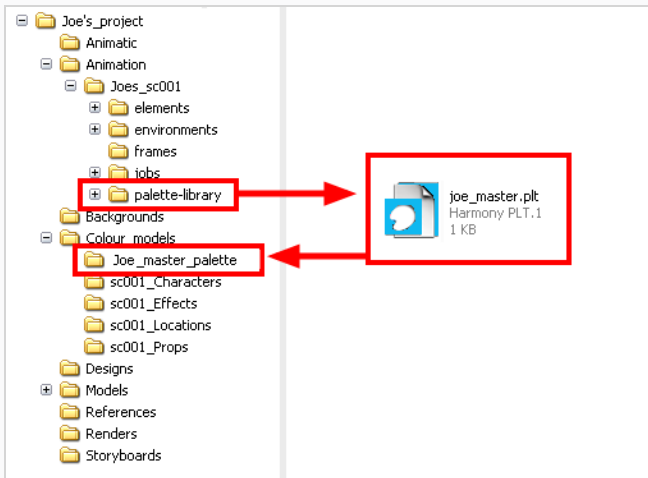 Joe's_project
Animatic
Animation
Joes_sc001
elements
environments
frames
jobs
palette-library
Backgrounds
Colour_models
Joe_master_palette
sc001_Characters
sc001_Effects
sc001_Locations
sc001_Props
Designs
Models
References
Renders
Storyboards
joe_master.plt
Harmony PLT.1
1 KB